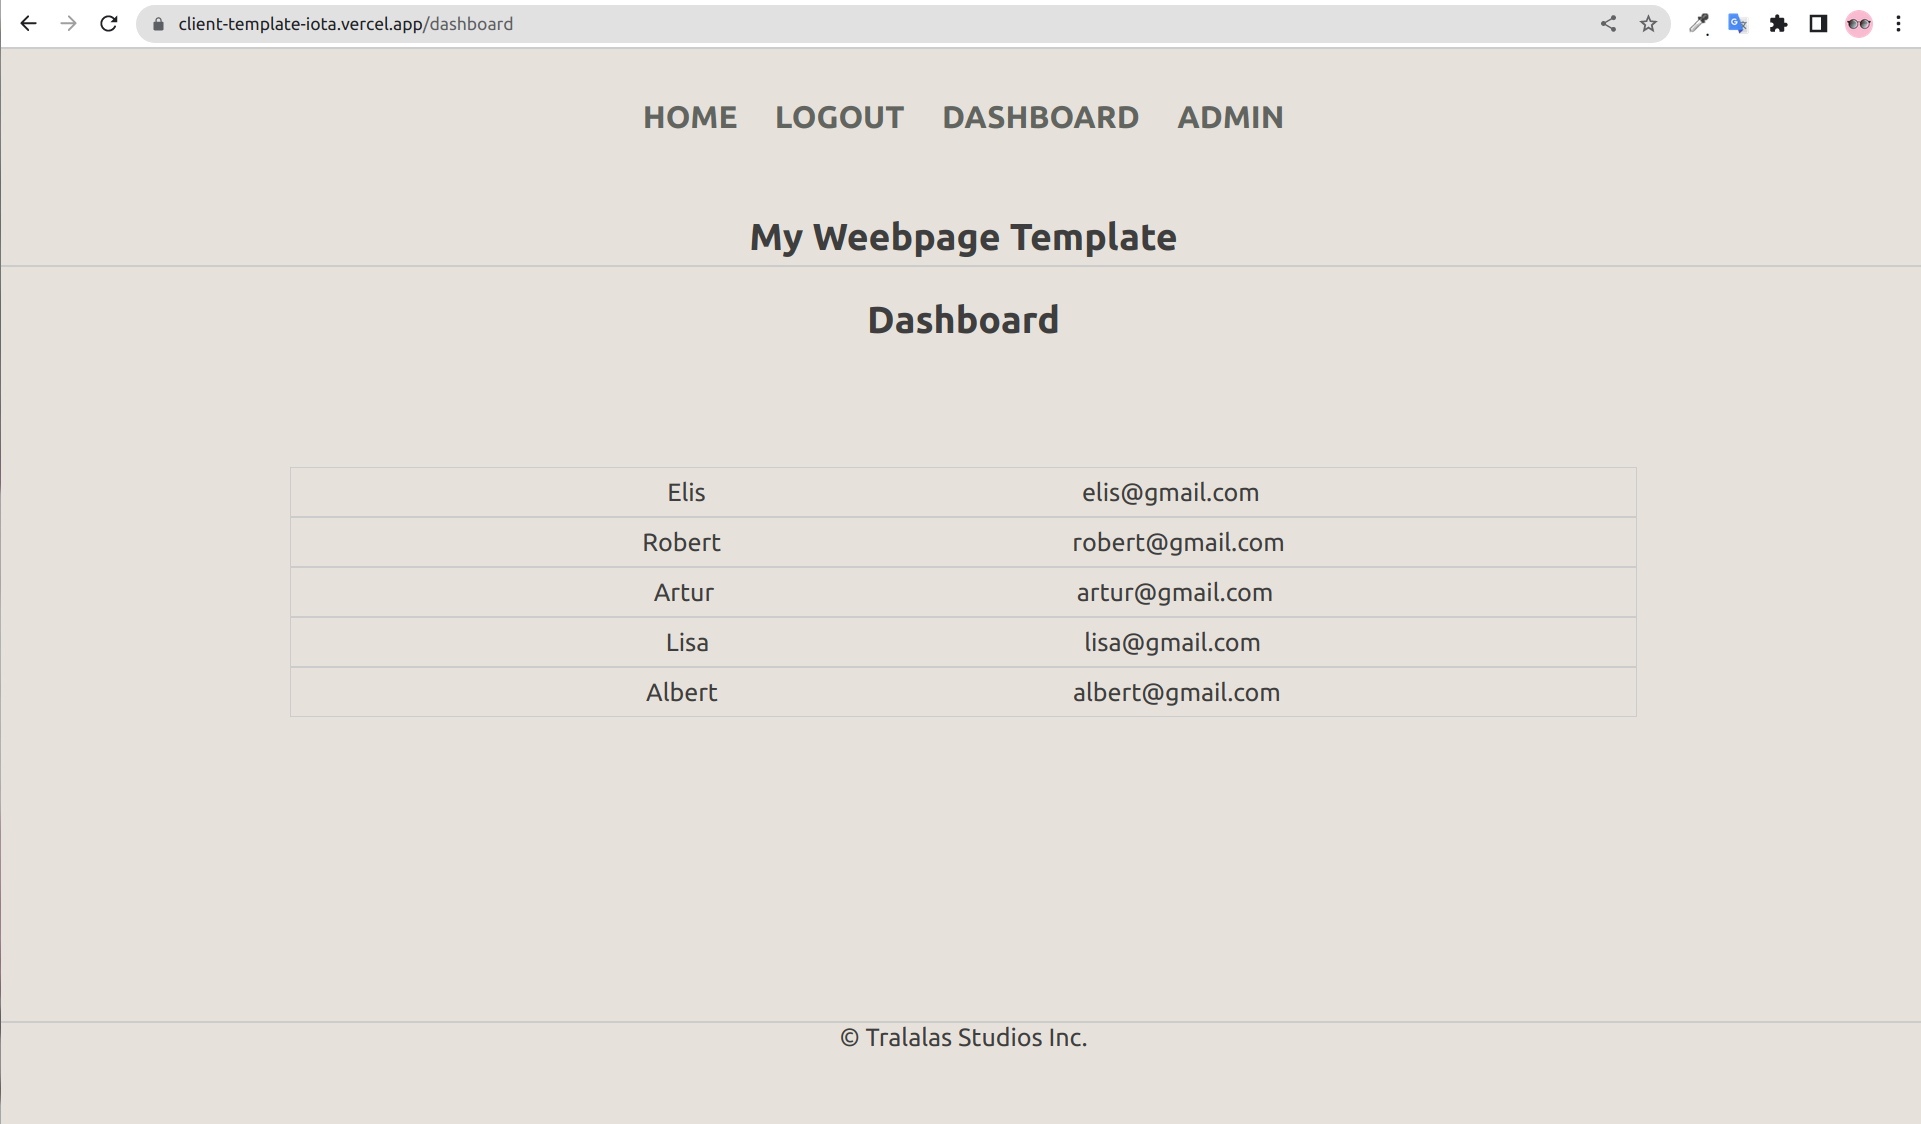 client-template-iota.vercel.app/dashboard
HOME LOGOUT DASHBOARD ADMIN
My Weebpage Template
Dashboard
Elis elis@gmail.com
Robert robert@gmail.com
Artur artur@gmail.com
Lisa lisa@gmail.com
Albert albert@gmail.com
© Tralalas Studios Inc.